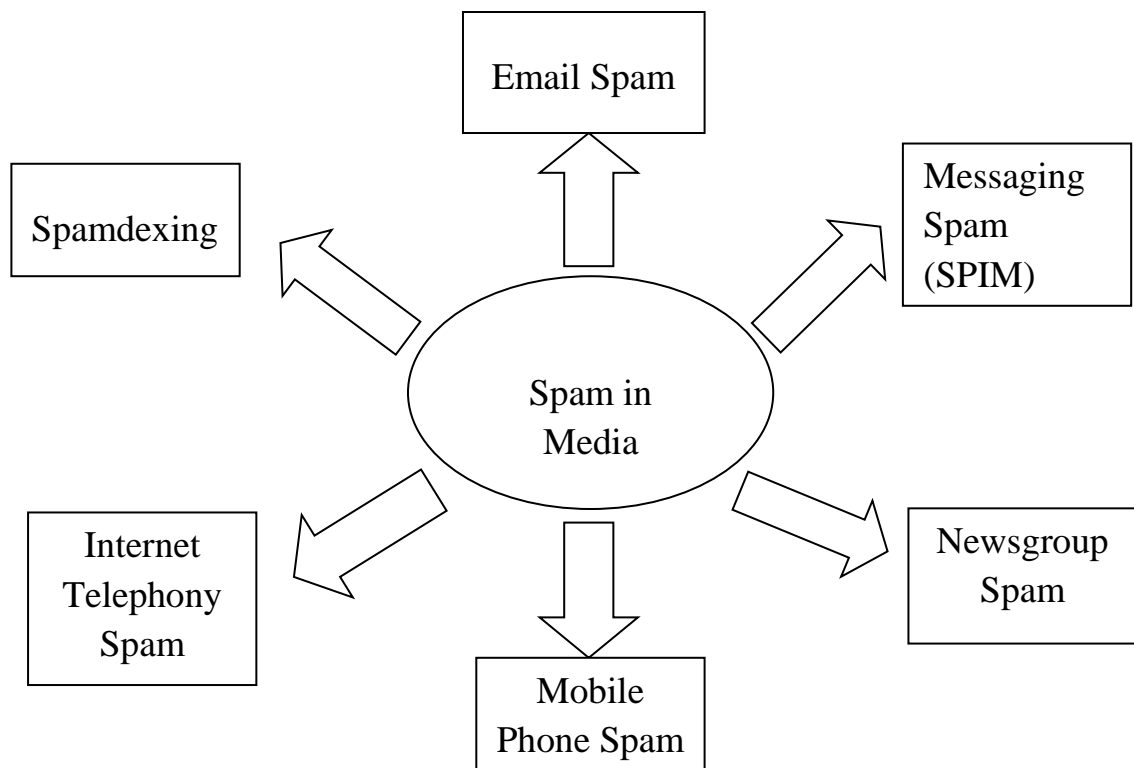 Email Spam
Spamdexing
Messaging
Spam
(SPIM)
Spam in
Media
Internet
Telephony
Spam
Newsgroup
Spam
Mobile
Phone Spam